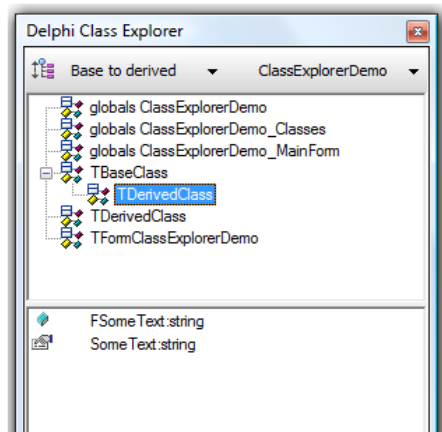 Delphi Class Explorer
Base to derived ClassExplorerDemo
globals ClassExplorerDemo
globals ClassExplorerDemo_Classes
globals ClassExplorerDemo_MainForm
TBaseClass
TDerivedClass
TDerivedClass
TFormClassExplorerDemo
FSomeText:string
SomeText:string